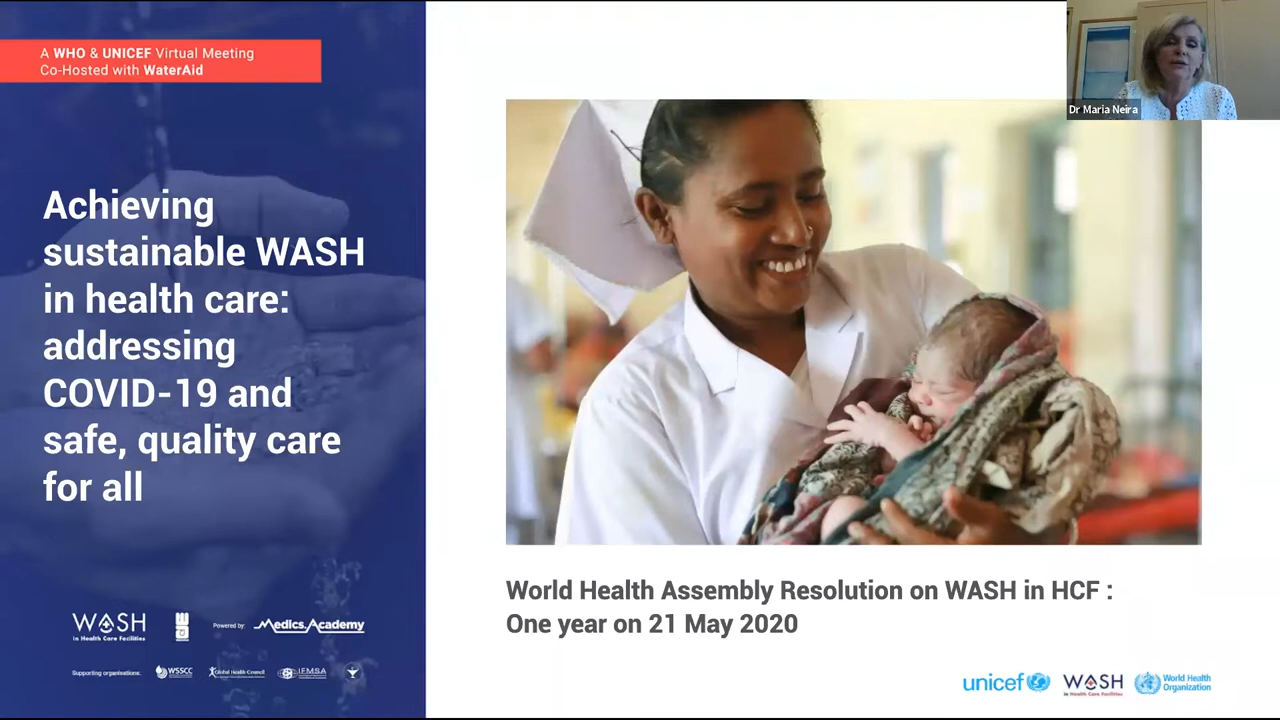 A WHO & UNICEF Virtual Meeting
Co-Hosted with WaterAid
Dr Maria Neira
Achieving
sustainable WASH
in health care:
addressing
COVID-19 and
safe, quality care
for all
World Health Assembly Resolution on WASH in HCF :
One year on 21 May 2020
WASH
in Health Care Facilities
Powered by: Medics.Academy
Supporting organisations:
WSSCC
Global Health Council
IFMSA
unicef
WASH
in Health Care Facilities
World Health
Organization